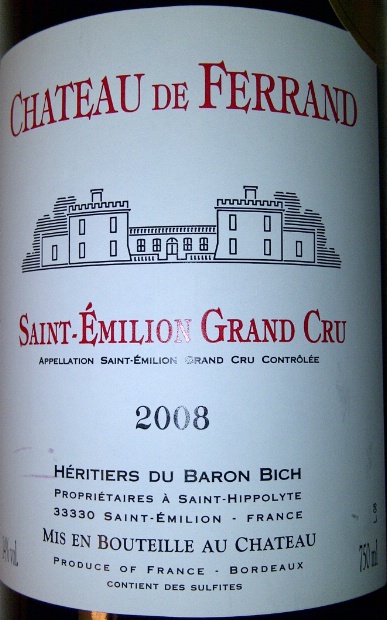 CHATEAU DE FERRAND
SAINT-ÉMILION GRAND CRU
APPELLATION SAINT-ÉMILION GRAND CRU CONTRÔLÉE
2008
HÉRITIERS DU BARON BICH
PROPRIÉTAIRES À SAINT-HIPPOLYTE
33330 SAINT-ÉMILION - FRANCE
MIS EN BOUTEILLE AU CHATEAU
PRODUCE OF FRANCE - BORDEAUX
CONTIENT DES SULFITES
750 ml